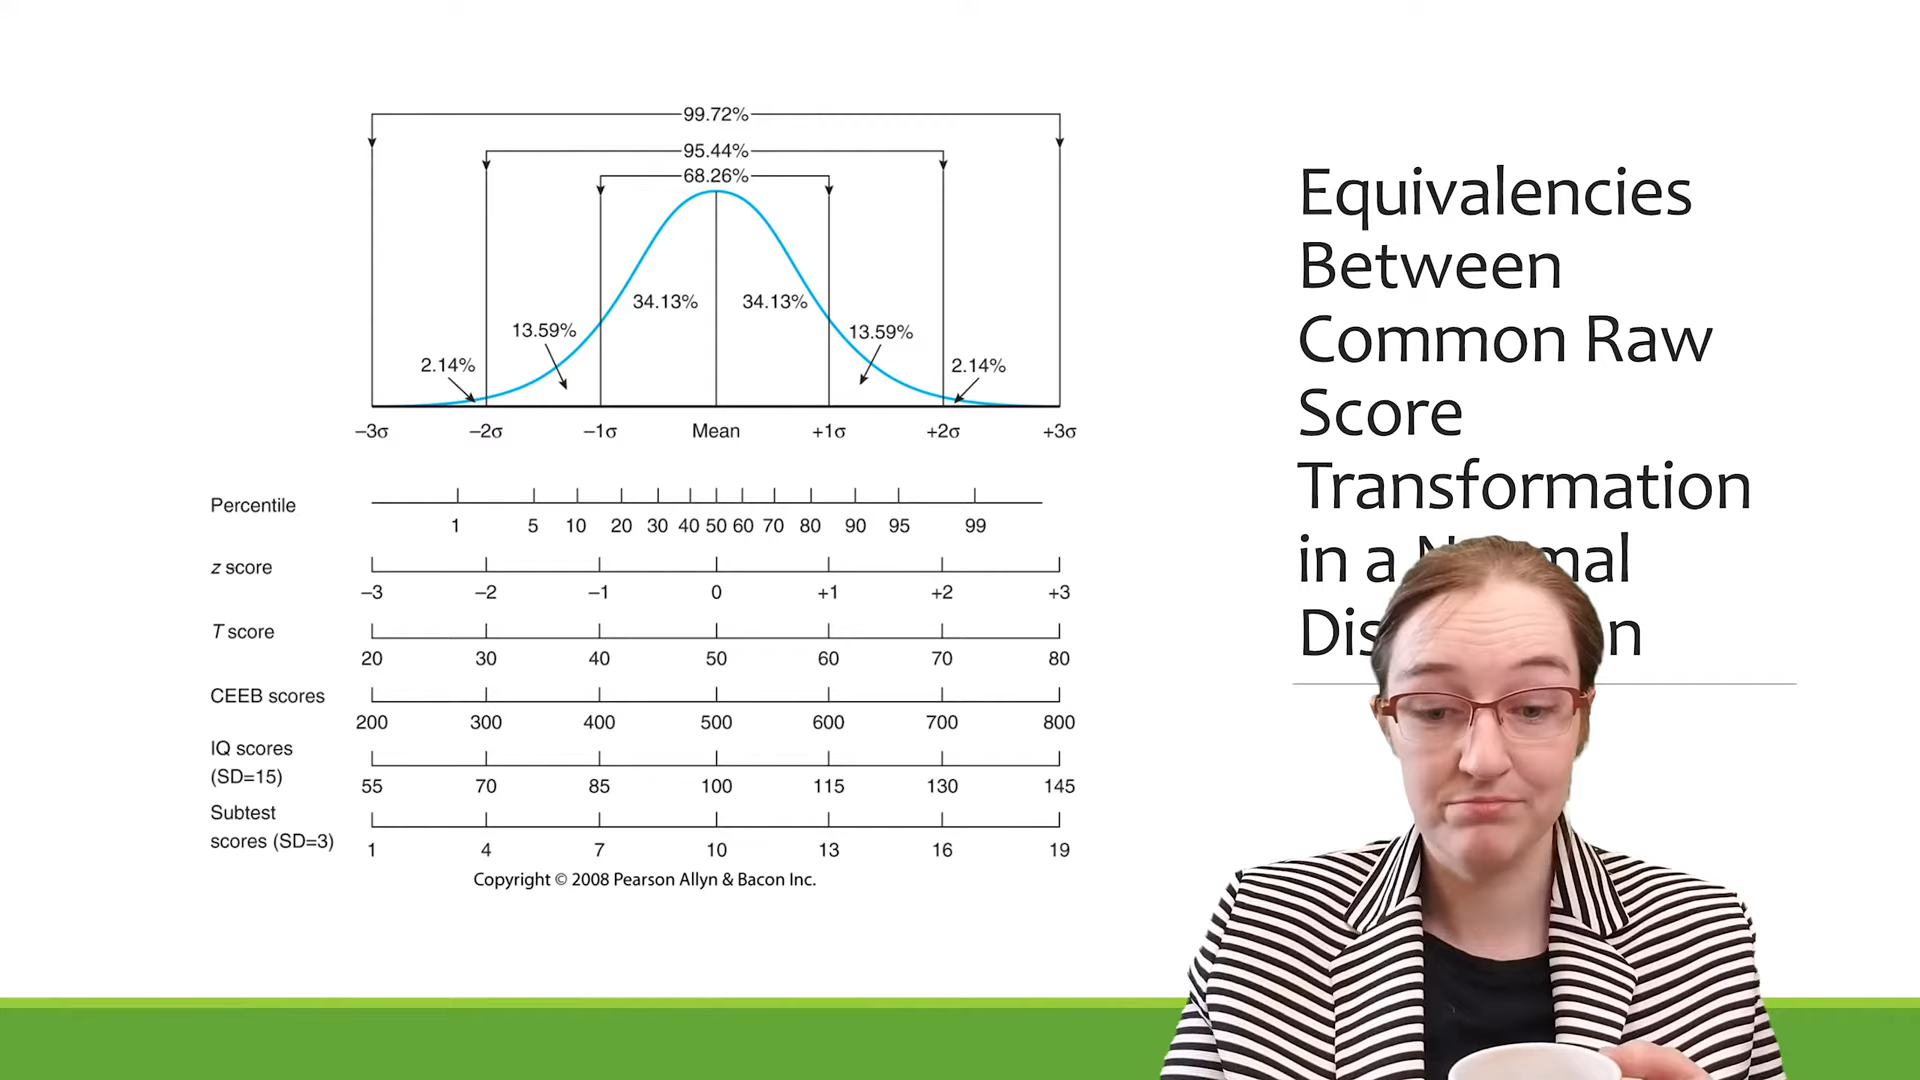 99.72%
95.44%
68.26%
34.13% 34.13%
13.59% 13.59%
2.14% 2.14%
–3σ –2σ –1σ Mean +1σ +2σ +3σ
Percentile
1 5 10 20 30 40 50 60 70 80 90 95 99
z score
–3 –2 –1 0 +1 +2 +3
T score
20 30 40 50 60 70 80
CEEB scores
200 300 400 500 600 700 800
IQ scores
(SD=15)
55 70 85 100 115 130 145
Subtest
scores (SD=3)
1 4 7 10 13 16 19
Copyright © 2008 Pearson Allyn & Bacon Inc.
Equivalencies
Between
Common Raw
Score
Transformation
in a